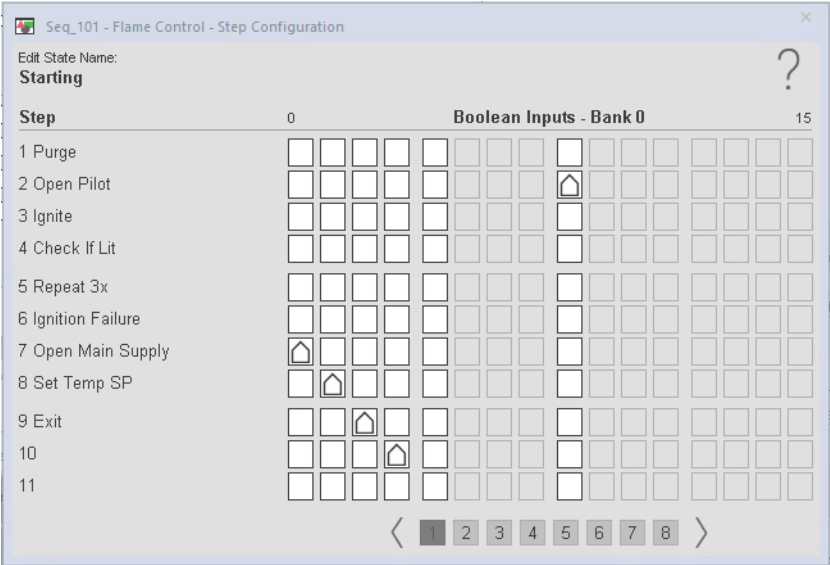 Seq_101 - Flame Control - Step Configuration
Edit State Name:
Starting
?
Step 0 Boolean Inputs - Bank 0 15
1 Purge
2 Open Pilot
3 Ignite
4 Check If Lit
5 Repeat 3x
6 Ignition Failure
7 Open Main Supply
8 Set Temp SP
9 Exit
10
11
1 2 3 4 5 6 7 8